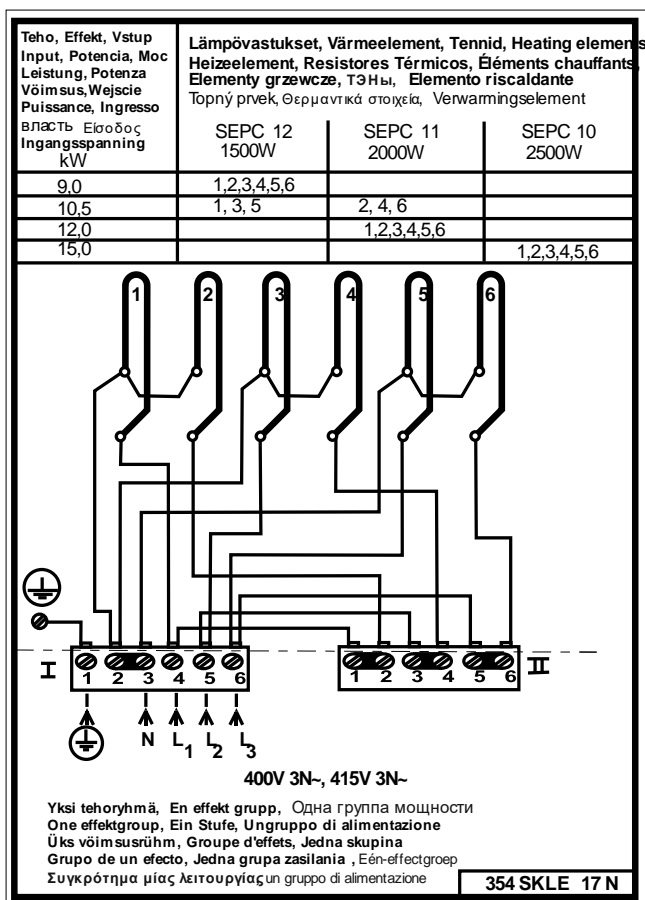 Teho, Effekt, Vstup
Input, Potencia, Moc
Leistung, Potenza
Võimsus,Wejscie
Puissance, Ingresso
власть Είσοδος
Ingangsspanning
kW
Lämpövastukset, Värmeelement, Tennid, Heating elements
Heizeelement, Resistores Térmicos, Éléments chauffants,
Elementy grzewcze, ТЭНы, Elemento riscaldante
Topný prvek, Θερμαντικά στοιχεία, Verwarmingselement
SEPC 12 SEPC 11 SEPC 10
1500W 2000W 2500W
9,0 1,2,3,4,5,6
10,5 1, 3, 5 2, 4, 6
12,0 1,2,3,4,5,6
15,0 1,2,3,4,5,6
1 2 3 4 5 6
I 1 2 3 4 5 6 1 2 3 4 5 6 II
N L1 L2 L3
400V 3N~, 415V 3N~
Yksi tehoryhmä, En effekt grupp, Одна группа мощности
One effektgroup, Ein Stufe, Ungruppo di alimentazione
Üks võimsusrühm, Groupe d'effets, Jedna skupina
Grupo de un efecto, Jedna grupa zasilania , Eén-effectgroep
Συγκρότημα μίας λειτουργίας un gruppo di alimentazione
354 SKLE 17 N